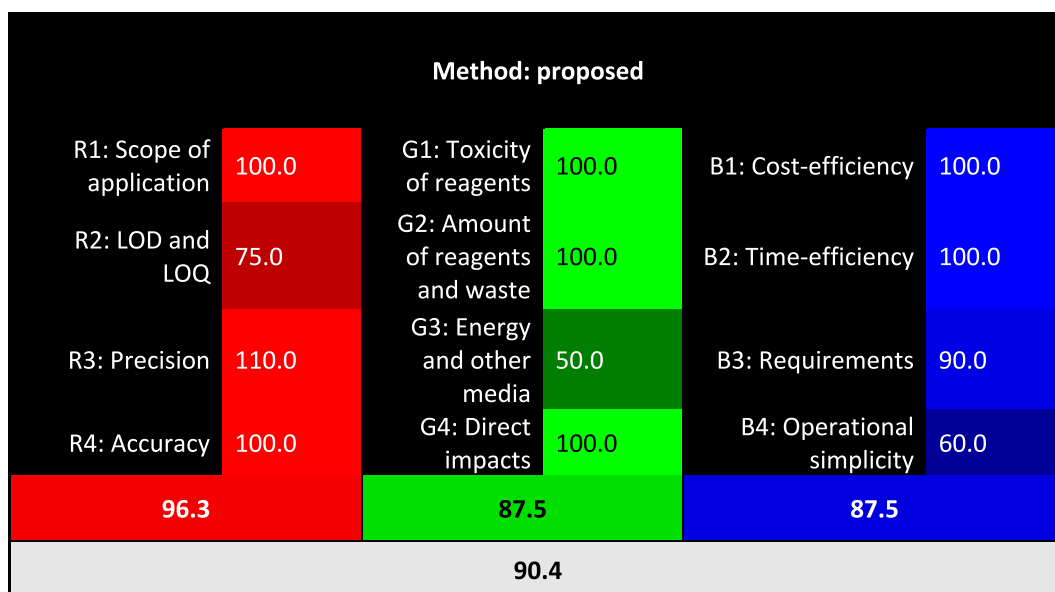 Method: proposed
R1: Scope of
application
100.0
G1: Toxicity
of reagents
100.0
B1: Cost-efficiency
100.0
R2: LOD and
LOQ
75.0
G2: Amount
of reagents
and waste
100.0
B2: Time-efficiency
100.0
R3: Precision
110.0
G3: Energy
and other
media
50.0
B3: Requirements
90.0
R4: Accuracy
100.0
G4: Direct
impacts
100.0
B4: Operational
simplicity
60.0
96.3
87.5
87.5
90.4